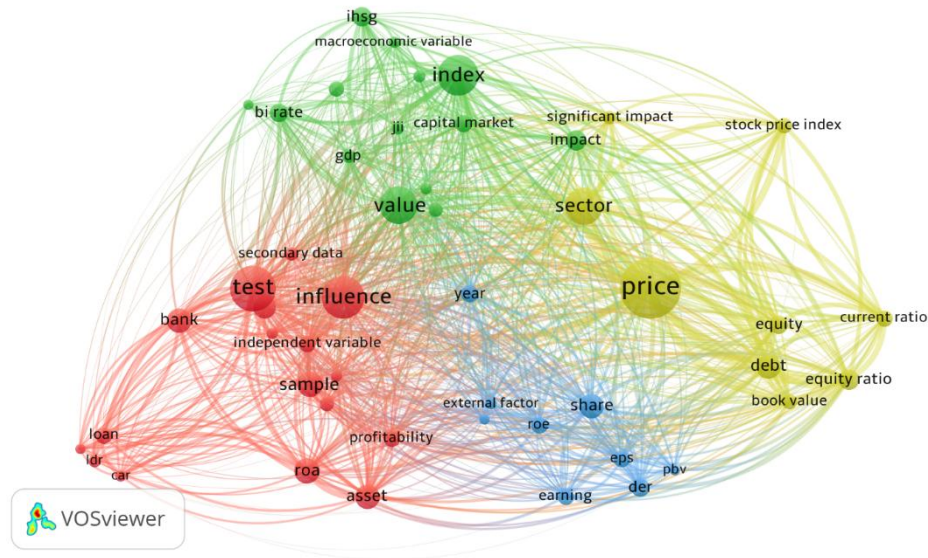 ihsg
macroeconomic variable
index
bi rate
jii
capital market
significant impact
impact
stock price index
gdp
value
sector
secondary data
test
influence
year
price
bank
independent variable
equity
current ratio
debt
equity ratio
book value
sample
external factor
share
roe
loan
ldr
car
profitability
roa
asset
eps
pbv
der
earning
VOSviewer